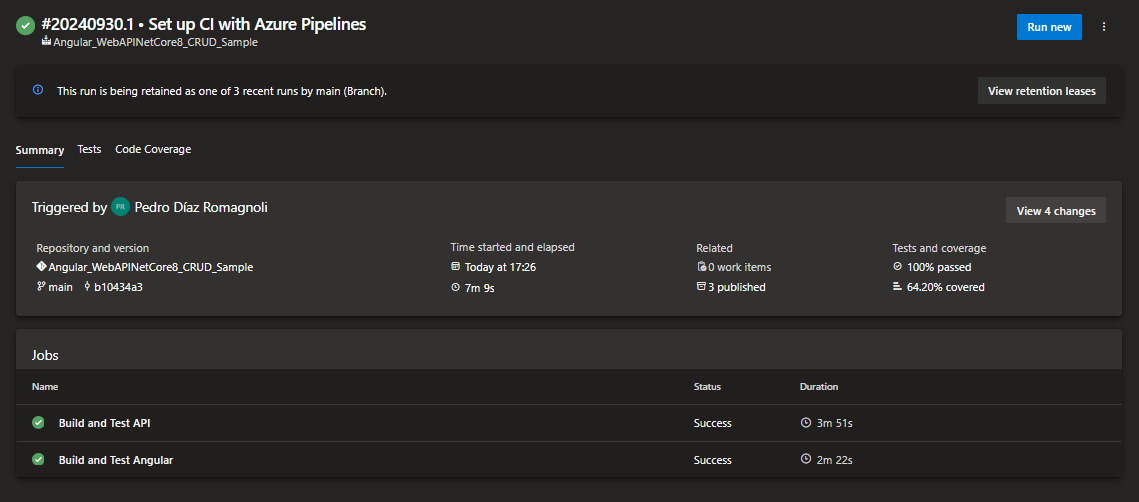 #20240930.1 • Set up CI with Azure Pipelines
Angular_WebAPINetCore8_CRUD_Sample
Run new
This run is being retained as one of 3 recent runs by main (Branch).
View retention leases
Summary Tests Code Coverage
Triggered by PR Pedro Díaz Romagnoli
View 4 changes
Repository and version
Angular_WebAPINetCore8_CRUD_Sample
main b10434a3
Time started and elapsed
Today at 17:26
7m 9s
Related
0 work items
3 published
Tests and coverage
100% passed
64.20% covered
Jobs
Name Status Duration
Build and Test API Success 3m 51s
Build and Test Angular Success 2m 22s